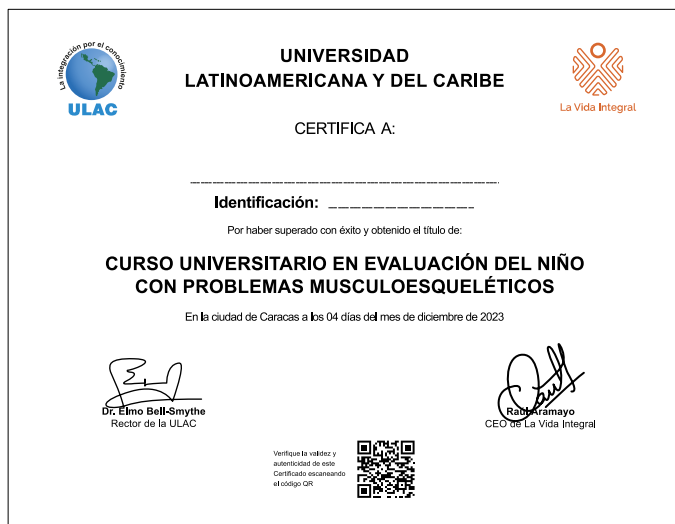 La integración por el conocimiento
ULAC
UNIVERSIDAD
LATINOAMERICANA Y DEL CARIBE
La Vida Integral
CERTIFICA A:
Identificación:
Por haber superado con éxito y obtenido el título de:
CURSO UNIVERSITARIO EN EVALUACIÓN DEL NIÑO
CON PROBLEMAS MUSCULOESQUELÉTICOS
En la ciudad de Caracas a los 04 días del mes de diciembre de 2023
Dr. Elmo Bell-Smythe
Rector de la ULAC
Raúl Aramayo
CEO de La Vida Integral
Verifique la validez y
autenticidad de este
Certificado escaneando
el código QR